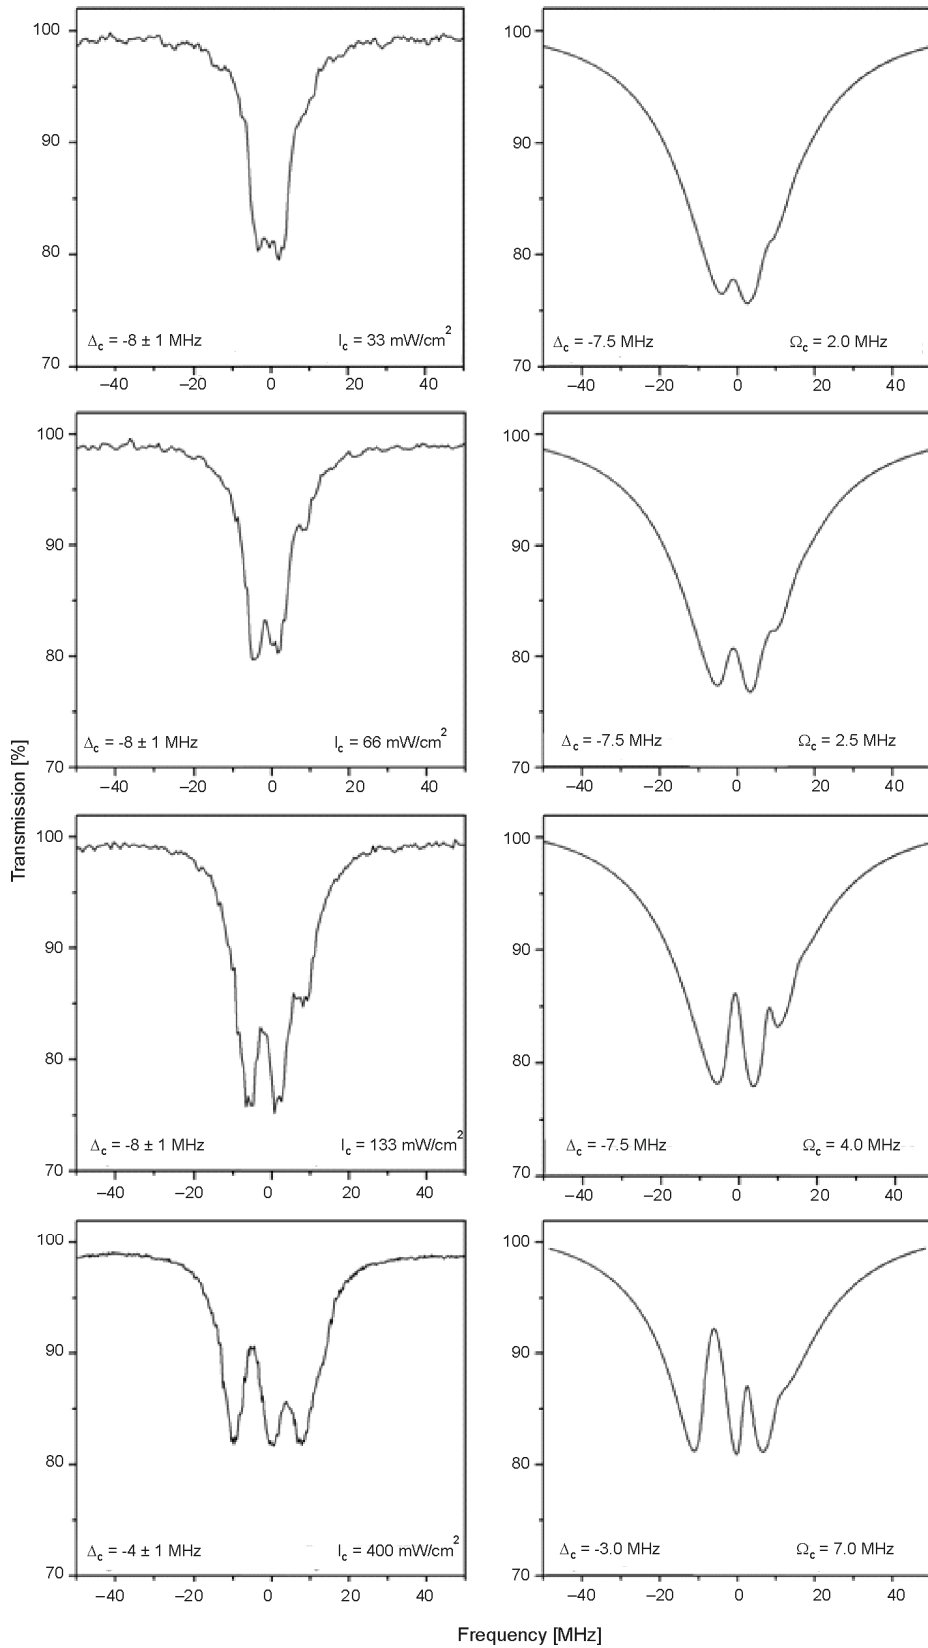 100
90
80
70
Δc = -8 ± 1 MHz
Ic = 33 mW/cm2
−40 −20 0 20 40
100
90
80
70
Δc = -7.5 MHz
Ωc = 2.0 MHz
−40 −20 0 20 40
100
90
80
70
Δc = -8 ± 1 MHz
Ic = 66 mW/cm2
−40 −20 0 20 40
100
90
80
70
Δc = -7.5 MHz
Ωc = 2.5 MHz
−40 −20 0 20 40
Transmission [%]
100
90
80
70
Δc = -8 ± 1 MHz
Ic = 133 mW/cm2
−40 −20 0 20 40
100
90
80
70
Δc = -7.5 MHz
Ωc = 4.0 MHz
−40 −20 0 20 40
100
90
80
70
Δc = -4 ± 1 MHz
Ic = 400 mW/cm2
−40 −20 0 20 40
100
90
80
70
Δc = -3.0 MHz
Ωc = 7.0 MHz
−40 −20 0 20 40
Frequency [MHz]